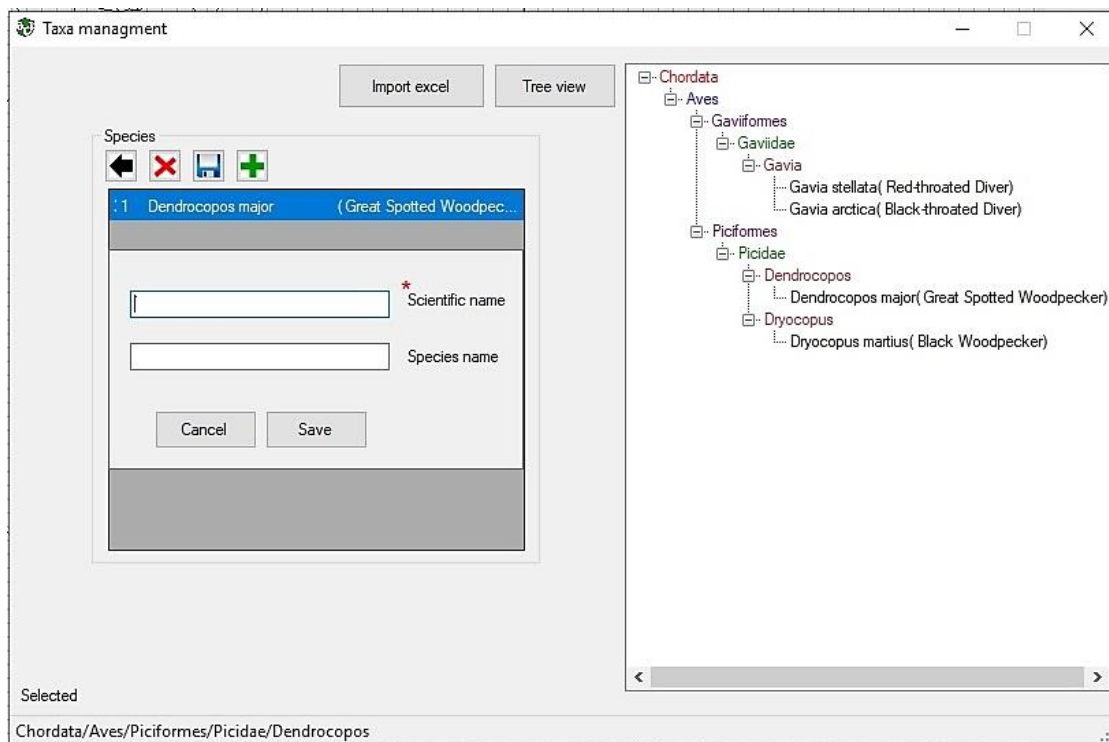 Taxa managment
Import excel
Tree view
Species
:1 Dendrocopos major (Great Spotted Woodpec...
* Scientific name
Species name
Cancel
Save
Chordata
Aves
Gaviiformes
Gaviidae
Gavia
Gavia stellata( Red-throated Diver)
Gavia arctica( Black-throated Diver)
Piciformes
Picidae
Dendrocopos
Dendrocopos major( Great Spotted Woodpecker)
Dryocopus
Dryocopus martius( Black Woodpecker)
Selected
Chordata/Aves/Piciformes/Picidae/Dendrocopos